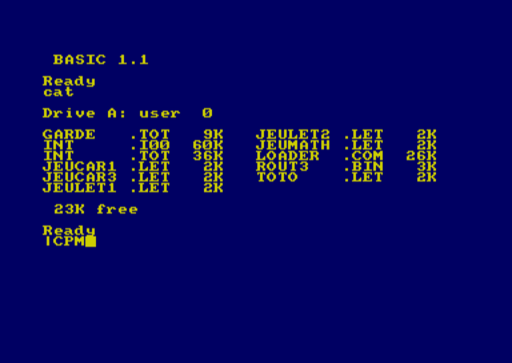 BASIC 1.1
Ready
cat
Drive A: user  0
GARDE   .TOT   9K   JEULET2 .LET   2K
INT     .I00  60K   JEUMATH .LET   2K
INT     .TOT  36K   LOADER  .COM  26K
JEUCAR1 .LET   2K   ROUT3   .BIN   3K
JEUCAR3 .LET   2K   TOTO    .LET   2K
JEULET1 .LET   2K
23K free
Ready
|CPM